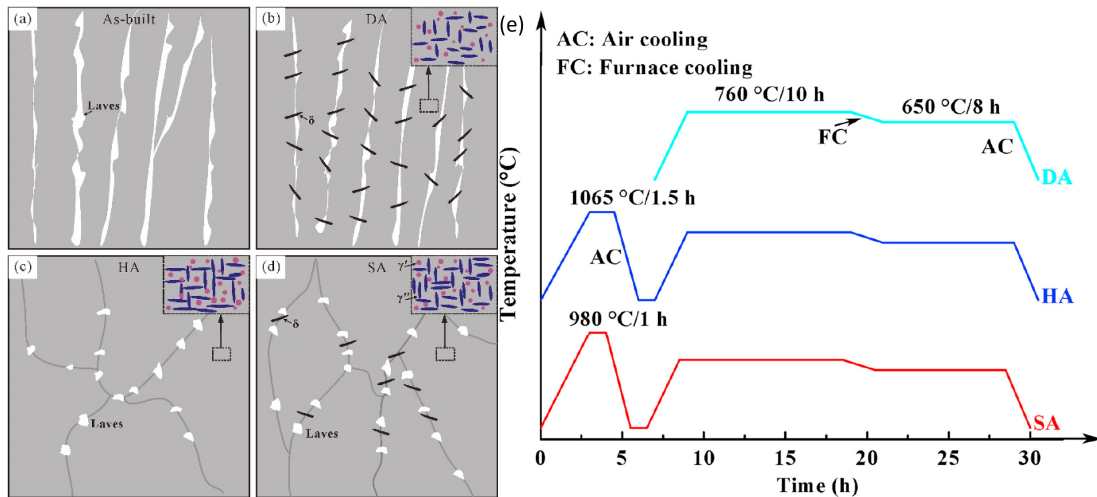 (a) As-built
Laves
(b) DA
δ
(c) HA
γ'
γ''
Laves
(d) SA
δ
Laves
(e)
AC: Air cooling
FC: Furnace cooling
760 °C/10 h
650 °C/8 h
FC
AC
DA
1065 °C/1.5 h
AC
HA
980 °C/1 h
SA
Temperature (°C)
0 5 10 15 20 25 30
Time (h)